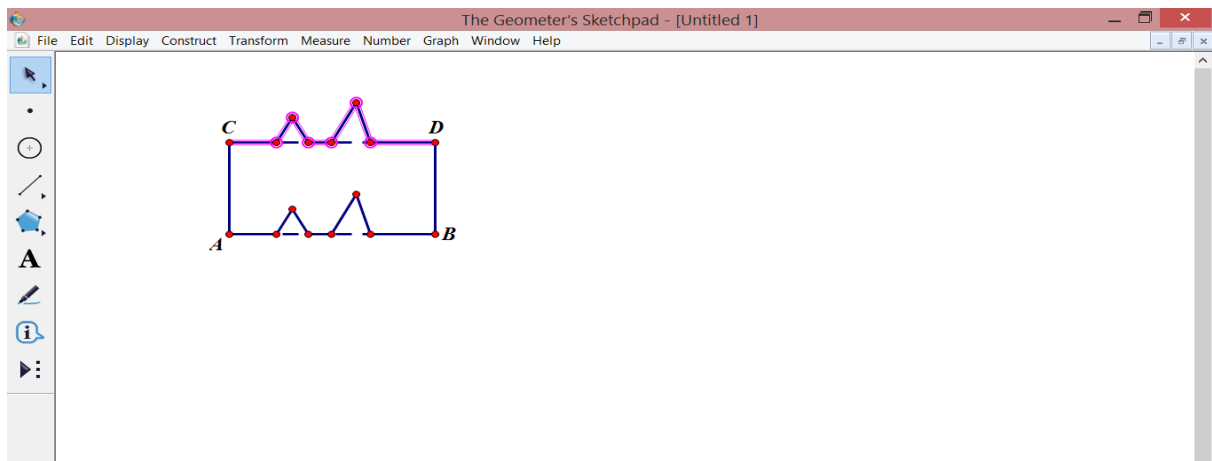 The Geometer's Sketchpad - [Untitled 1]
File Edit Display Construct Transform Measure Number Graph Window Help
C D
A B
A